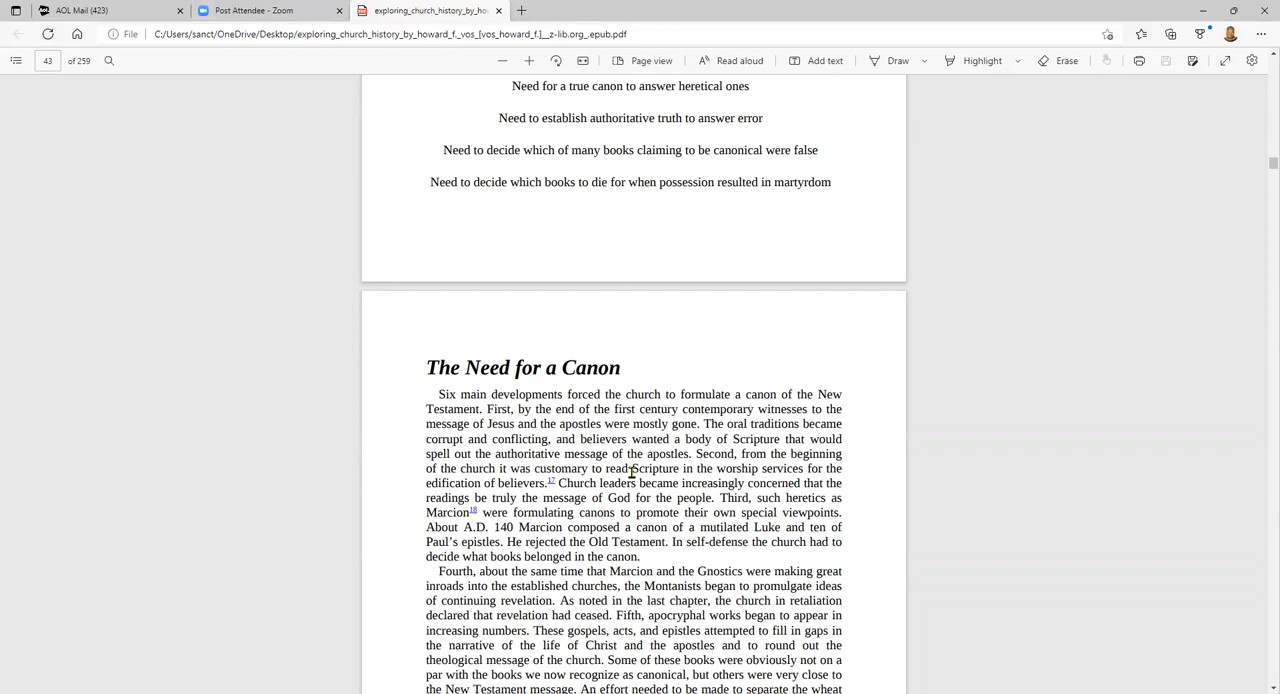 AOL Mail (423)
Post Attendee - Zoom
exploring_church_history_by_ho
File
C:/Users/sanct/OneDrive/Desktop/exploring_church_history_by_howard_f._vos_[vos_howard_f.]__z-lib.org_.epub.pdf
43 of 259
Page view
Read aloud
Add text
Draw
Highlight
Erase
Need for a true canon to answer heretical ones
Need to establish authoritative truth to answer error
Need to decide which of many books claiming to be canonical were false
Need to decide which books to die for when possession resulted in martyrdom
The Need for a Canon
Six main developments forced the church to formulate a canon of the New
Testament. First, by the end of the first century contemporary witnesses to the
message of Jesus and the apostles were mostly gone. The oral traditions became
corrupt and conflicting, and believers wanted a body of Scripture that would
spell out the authoritative message of the apostles. Second, from the beginning
of the church it was customary to read Scripture in the worship services for the
edification of believers.17 Church leaders became increasingly concerned that the
readings be truly the message of God for the people. Third, such heretics as
Marcion18 were formulating canons to promote their own special viewpoints.
About A.D. 140 Marcion composed a canon of a mutilated Luke and ten of
Paul's epistles. He rejected the Old Testament. In self-defense the church had to
decide what books belonged in the canon.
Fourth, about the same time that Marcion and the Gnostics were making great
inroads into the established churches, the Montanists began to promulgate ideas
of continuing revelation. As noted in the last chapter, the church in retaliation
declared that revelation had ceased. Fifth, apocryphal works began to appear in
increasing numbers. These gospels, acts, and epistles attempted to fill in gaps in
the narrative of the life of Christ and the apostles and to round out the
theological message of the church. Some of these books were obviously not on a
par with the books we now recognize as canonical, but others were very close to
the New Testament message. An effort needed to be made to separate the wheat